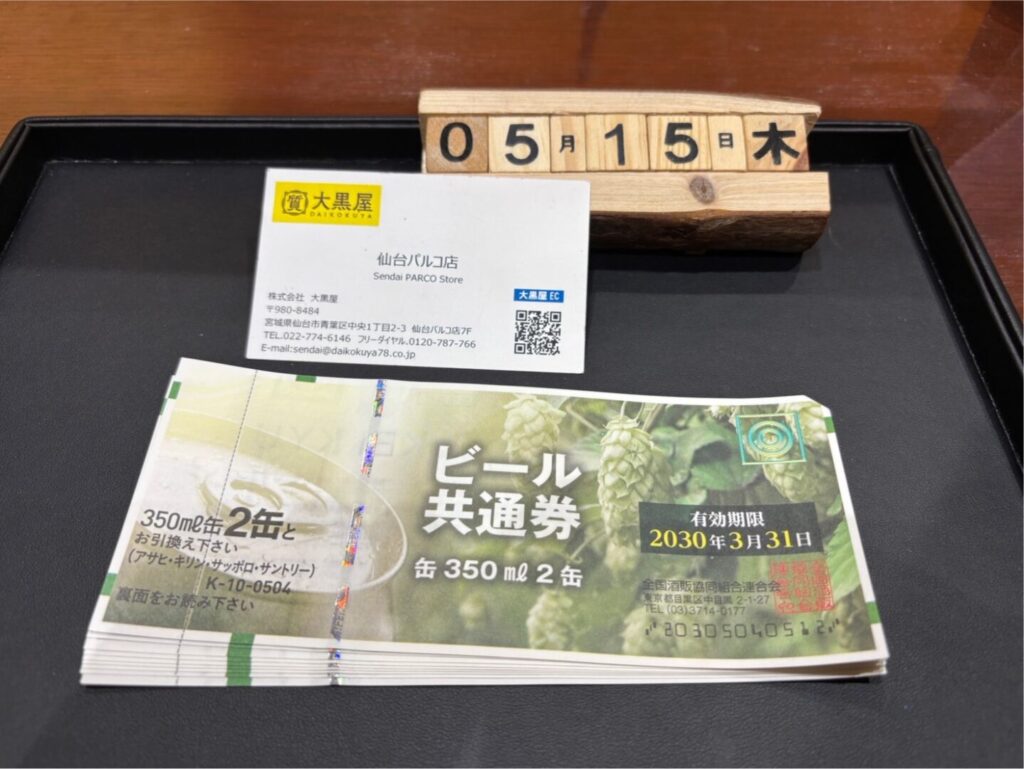 05月15日木
質 大黒屋
DAIKOKUYA
仙台パルコ店
Sendai PARCO Store
株式会社 大黒屋
〒980-8484
宮城県仙台市青葉区中央1丁目2-3 仙台パルコ店7F
TEL.022-774-6146 フリーダイヤル.0120-787-766
E-mail:sendai@daikokuya78.co.jp
大黒屋 EC
ビール
共通券
缶 350㎖ 2缶
350㎖缶2缶と
お引換え下さい
(アサヒ・キリン・サッポロ・サントリー)
K-10-0504
裏面をお読み下さい
有効期限
2030年3月31日
全国酒販協同組合連合会
東京都目黒区中目黒 2-1-27
TEL (03)3714-0177
20305040512